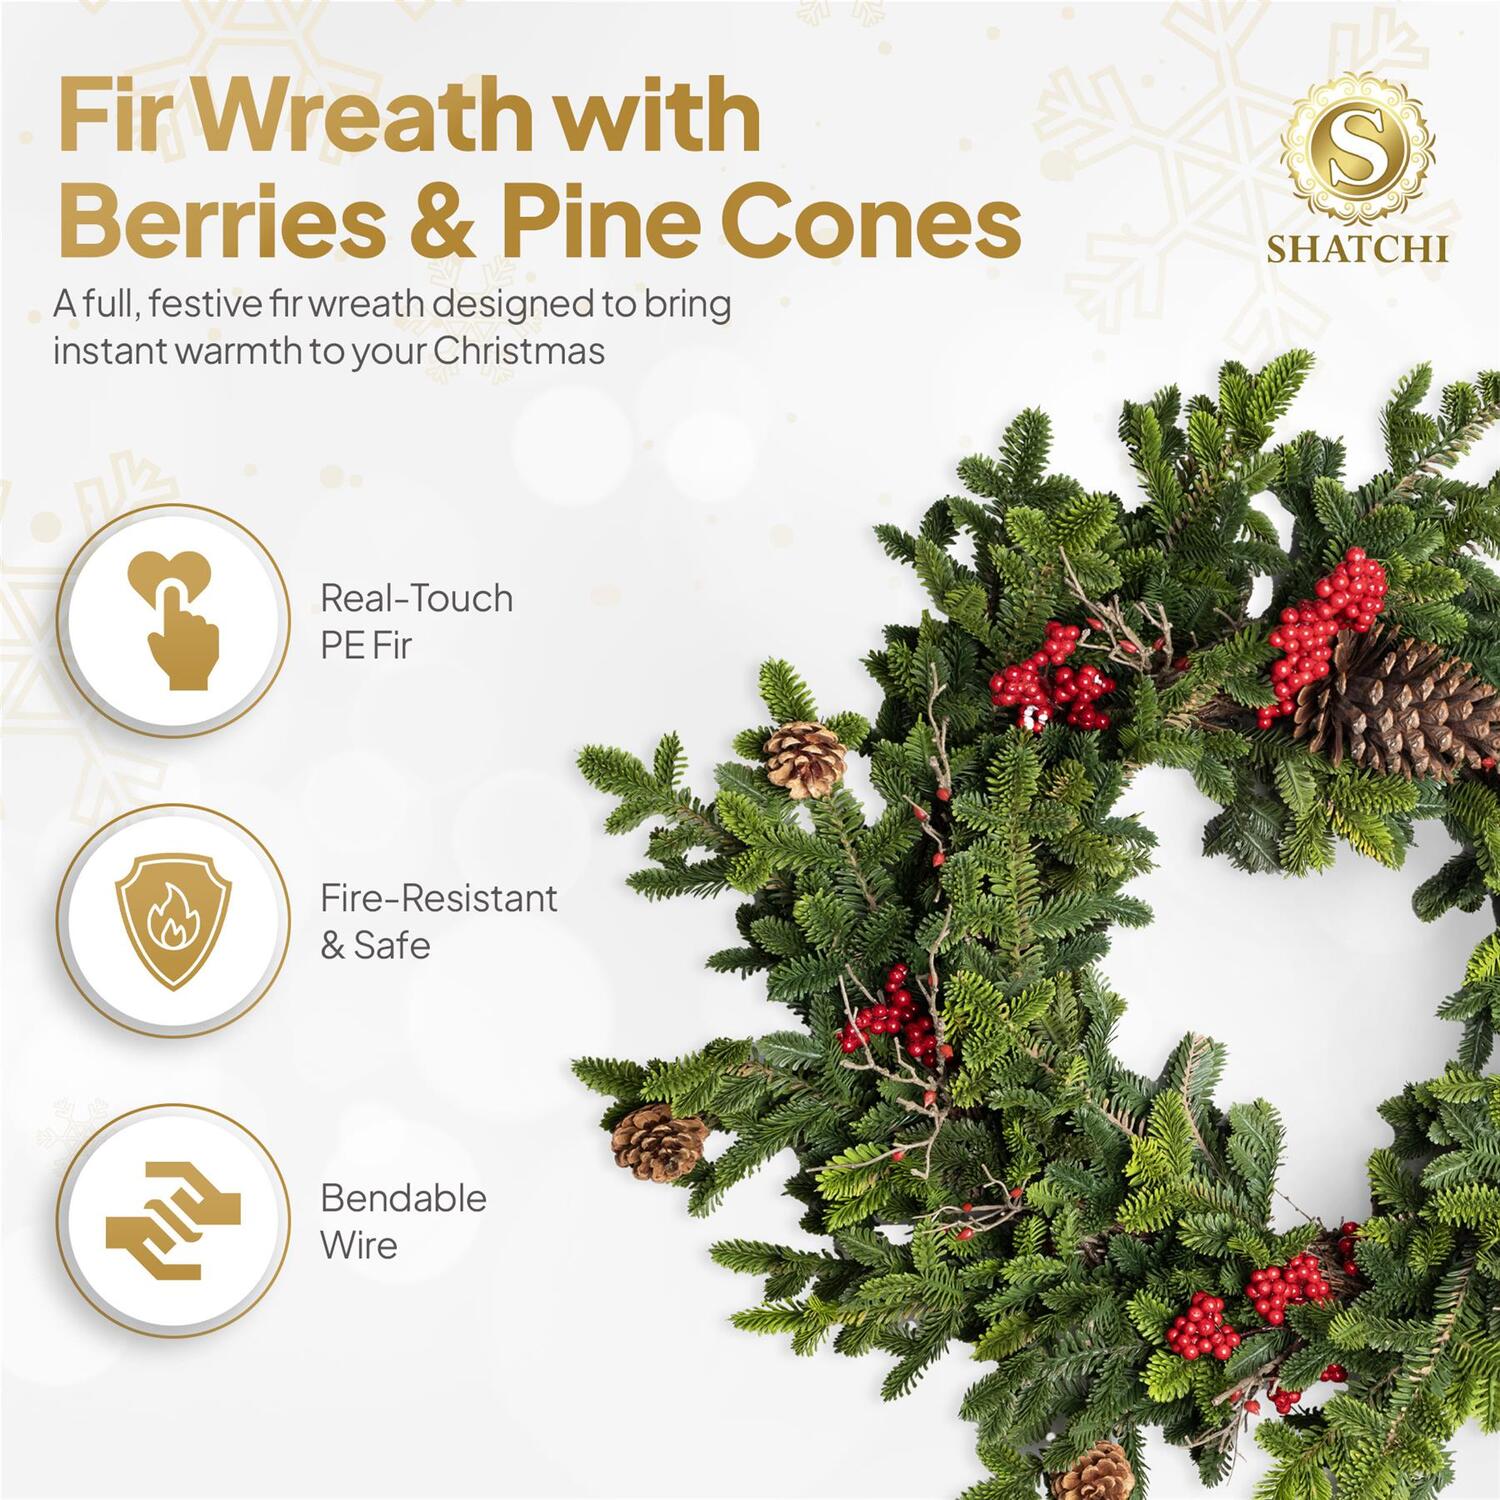 Fir Wreath with
Berries & Pine Cones
A full, festive fir wreath designed to bring
instant warmth to your Christmas
S
SHATCHI
Real-Touch
PE Fir
Fire-Resistant
& Safe
Bendable
Wire